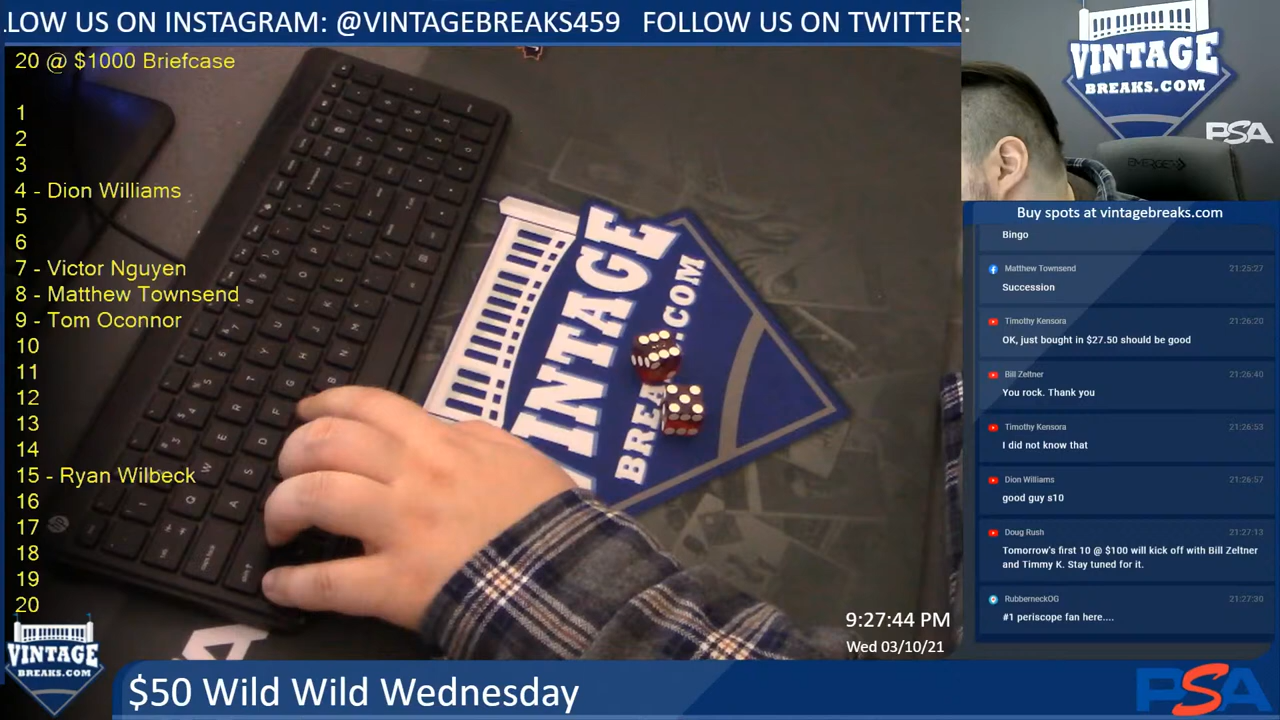 .LOW US ON INSTAGRAM: @VINTAGEBREAKS459 FOLLOW US ON TWITTER:
20 @ $1000 Briefcase
1
2
3
4 - Dion Williams
5
6
7 - Victor Nguyen
8 - Matthew Townsend
9 - Tom Oconnor
10
11
12
13
14
15 - Ryan Wilbeck
16
17
18
19
20
VINTAGE
BREAKS.COM
VINTAGE
BREA
.COM
9:27:44 PM
Wed 03/10/21
VINTAGE
BREAKS.COM
PSA
Buy spots at vintagebreaks.com
Bingo
Matthew Townsend 21:25:27
Succession
Timothy Kensora 21:26:20
OK, just bought in $27.50 should be good
Bill Zeltner 21:26:40
You rock. Thank you
Timothy Kensora 21:26:53
I did not know that
Dion Williams 21:26:57
good guy s10
Doug Rush 21:27:13
Tomorrow's first 10 @ $100 will kick off with Bill Zeltner
and Timmy K. Stay tuned for it.
RubberneckOG 21:27:30
#1 periscope fan here....
$50 Wild Wild Wednesday
PSA